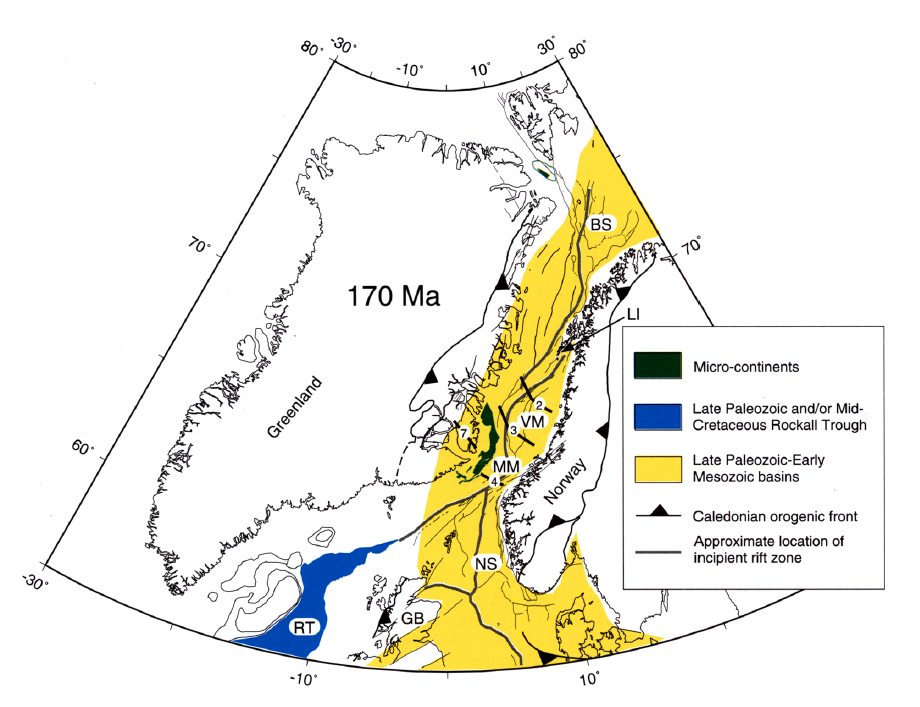 80°
-30°
-10°
10°
30°
80°
70°
BS
70°
170 Ma
LI
Greenland
2
VM
3
7
MM
4
Norway
60°
-30°
NS
GB
RT
-10°
10°
Micro-continents
Late Paleozoic and/or Mid-
Cretaceous Rockall Trough
Late Paleozoic-Early
Mesozoic basins
Caledonian orogenic front
Approximate location of
incipient rift zone